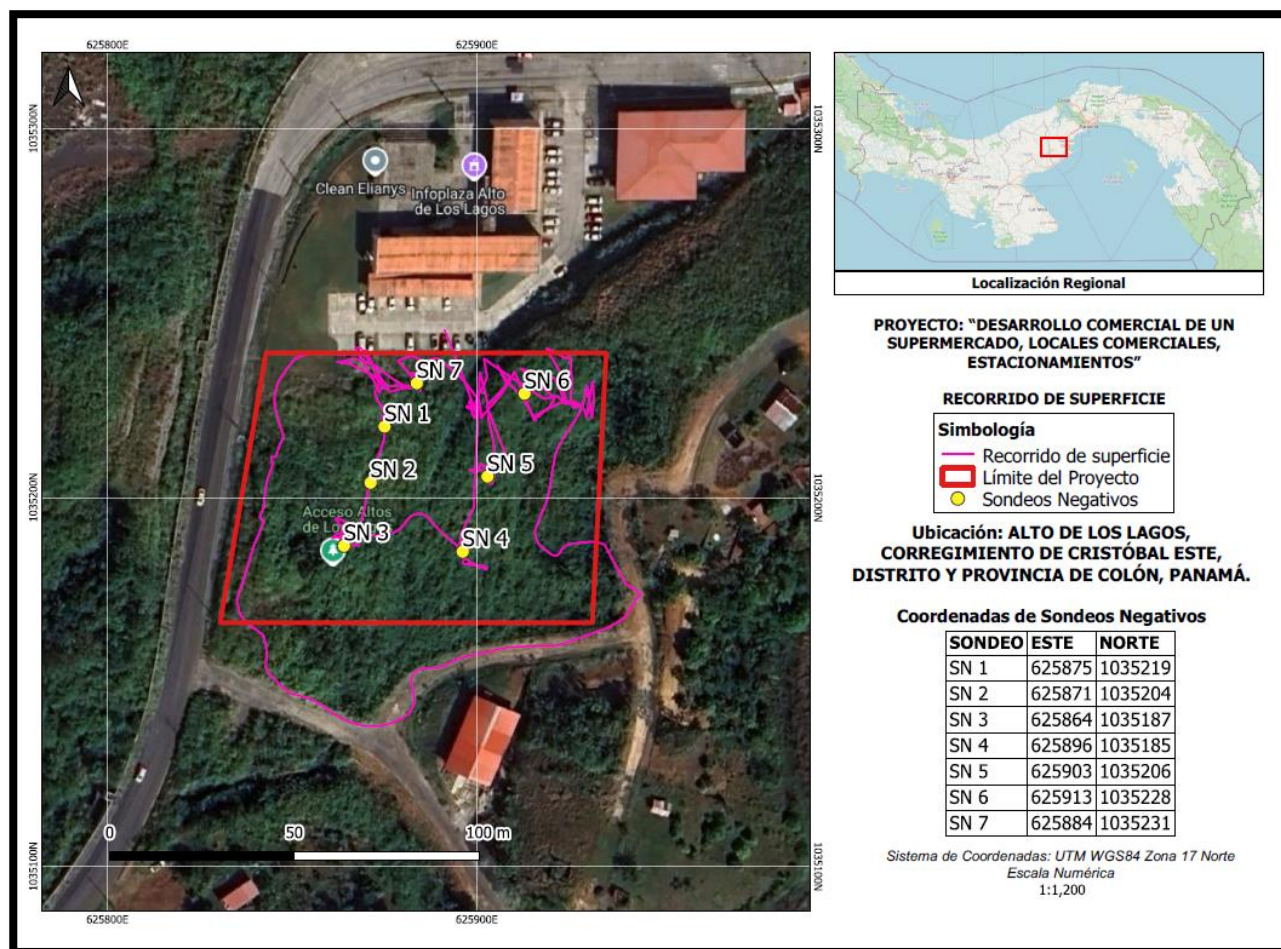 625800E
625900E
1035300N
1035300N
Clean Elianys
Infoplaza Alto
de Los Lagos
SN 7
SN 6
SN 1
SN 2
SN 5
1035200N
1035200N
Acceso Altos
de Lo
SN 3
SN 4
0
50
100 m
1035100N
1035100N
625800E
625900E
Localización Regional
PROYECTO: “DESARROLLO COMERCIAL DE UN
SUPERMERCADO, LOCALES COMERCIALES,
ESTACIONAMIENTOS”
RECORRIDO DE SUPERFICIE
Simbología
Recorrido de superficie
Límite del Proyecto
Sondeos Negativos
Ubicación: ALTO DE LOS LAGOS,
CORREGIMIENTO DE CRISTÓBAL ESTE,
DISTRITO Y PROVINCIA DE COLÓN, PANAMÁ.
Coordenadas de Sondeos Negativos
SONDEO ESTE NORTE
SN 1 625875 1035219
SN 2 625871 1035204
SN 3 625864 1035187
SN 4 625896 1035185
SN 5 625903 1035206
SN 6 625913 1035228
SN 7 625884 1035231
Sistema de Coordenadas: UTM WGS84 Zona 17 Norte
Escala Numérica
1:1,200